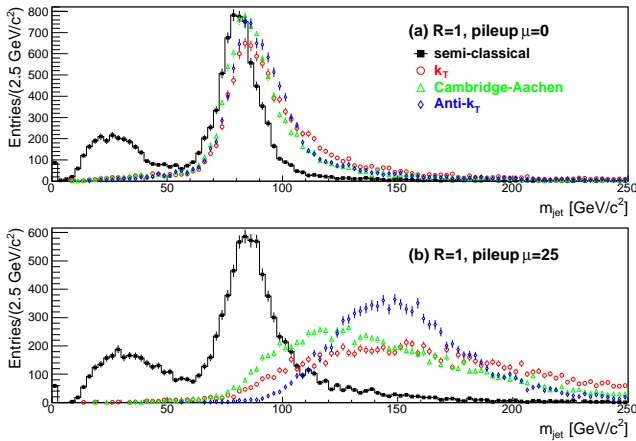 Entries/(2.5 GeV/c²)
800
700
600
500
400
300
200
100
0
(a) R=1, pileup μ=0
semi-classical
k_T
Cambridge-Aachen
Anti-k_T
0 50 100 150 200 250
m_jet [GeV/c²]
Entries/(2.5 GeV/c²)
600
500
400
300
200
100
0
(b) R=1, pileup μ=25
0 50 100 150 200 250
m_jet [GeV/c²]